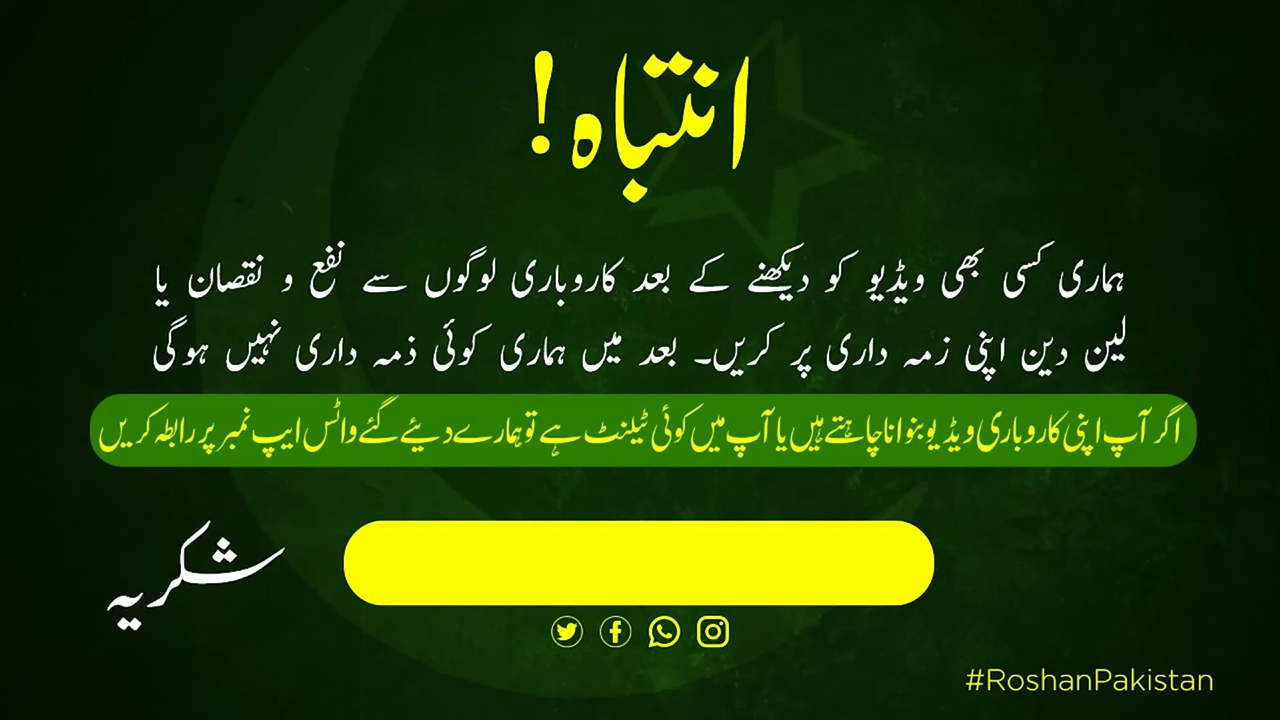 انتباہ!
ہماری کسی بھی ویڈیو کو دیکھنے کے بعد کاروباری لوگوں سے نفع و نقصان یا
لین دین اپنی زمہ داری پر کریں۔ بعد میں ہماری کوئی ذمہ داری نہیں ہوگی
اگر آپ اپنی کاروباری ویڈیو بنوانا چاہتے ہیں یا آپ میں کوئی ٹیلنٹ ہے تو ہمارے دیئے گئے واٹس ایپ نمبر پر رابطہ کریں
شکریہ
#RoshanPakistan